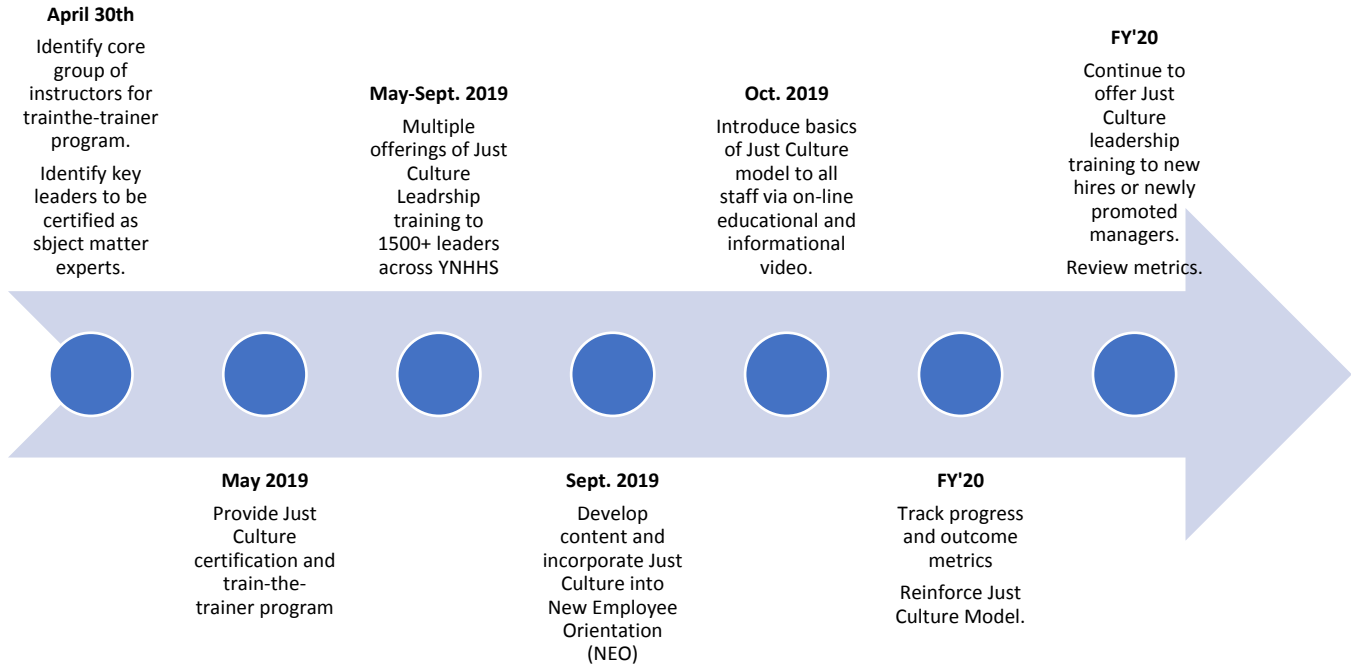 April 30th
Identify core
group of
instructors for
trainthe-trainer
program.
Identify key
leaders to be
certified as
sbject matter
experts.
May 2019
Provide Just
Culture
certification and
train-the-
trainer program
May-Sept. 2019
Multiple
offerings of Just
Culture
Leadrship
training to
1500+ leaders
across YNHHS
Sept. 2019
Develop
content and
incorporate Just
Culture into
New Employee
Orientation
(NEO)
Oct. 2019
Introduce basics
of Just Culture
model to all
staff via on-line
educational and
informational
video.
FY'20
Track progress
and outcome
metrics
Reinforce Just
Culture Model.
FY'20
Continue to
offer Just
Culture
leadership
training to new
hires or newly
promoted
managers.
Review metrics.